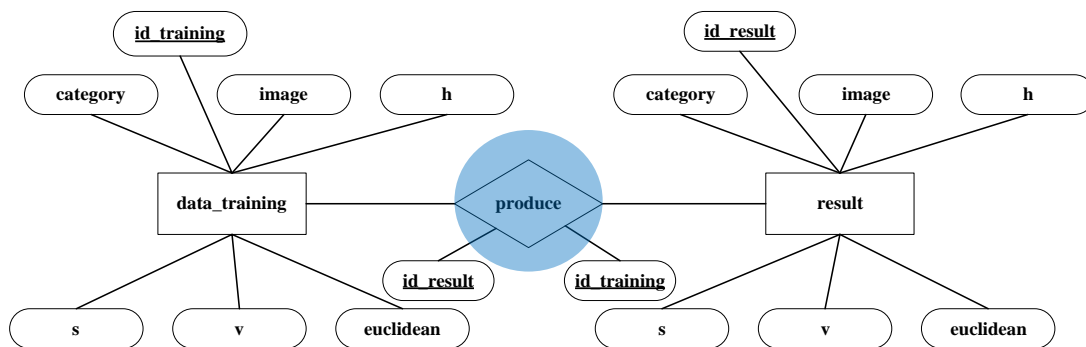 id_training
id_result
category
image
h
category
image
h
data_training
produce
result
id_result
id_training
s
v
euclidean
s
v
euclidean